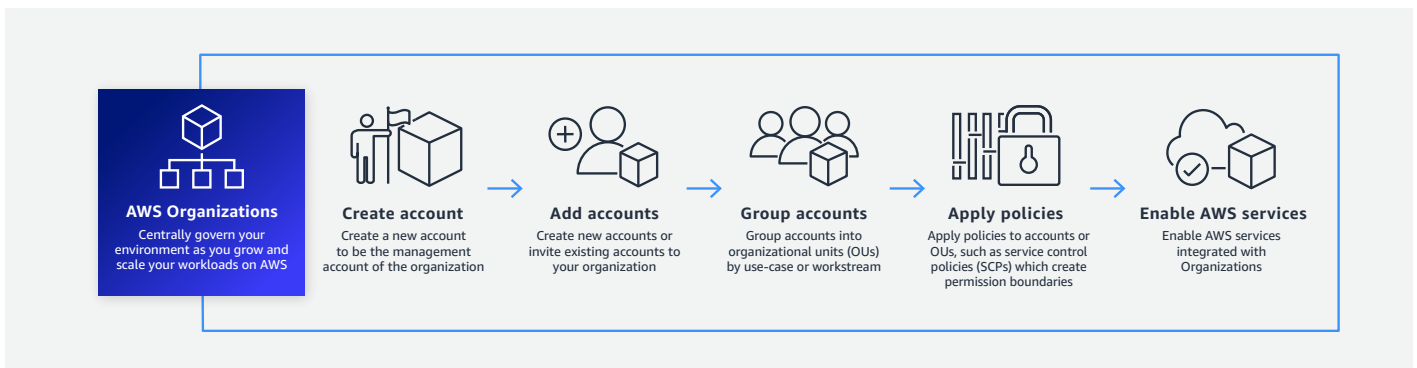 AWS Organizations
Centrally govern your
environment as you grow and
scale your workloads on AWS
Create account
Create a new account
to be the management
account of the organization
Add accounts
Create new accounts or
invite existing accounts to
your organization
Group accounts
Group accounts into
organizational units (OUs)
by use-case or workstream
Apply policies
Apply policies to accounts or
OUs, such as service control
policies (SCPs) which create
permission boundaries
Enable AWS services
Enable AWS services
integrated with
Organizations